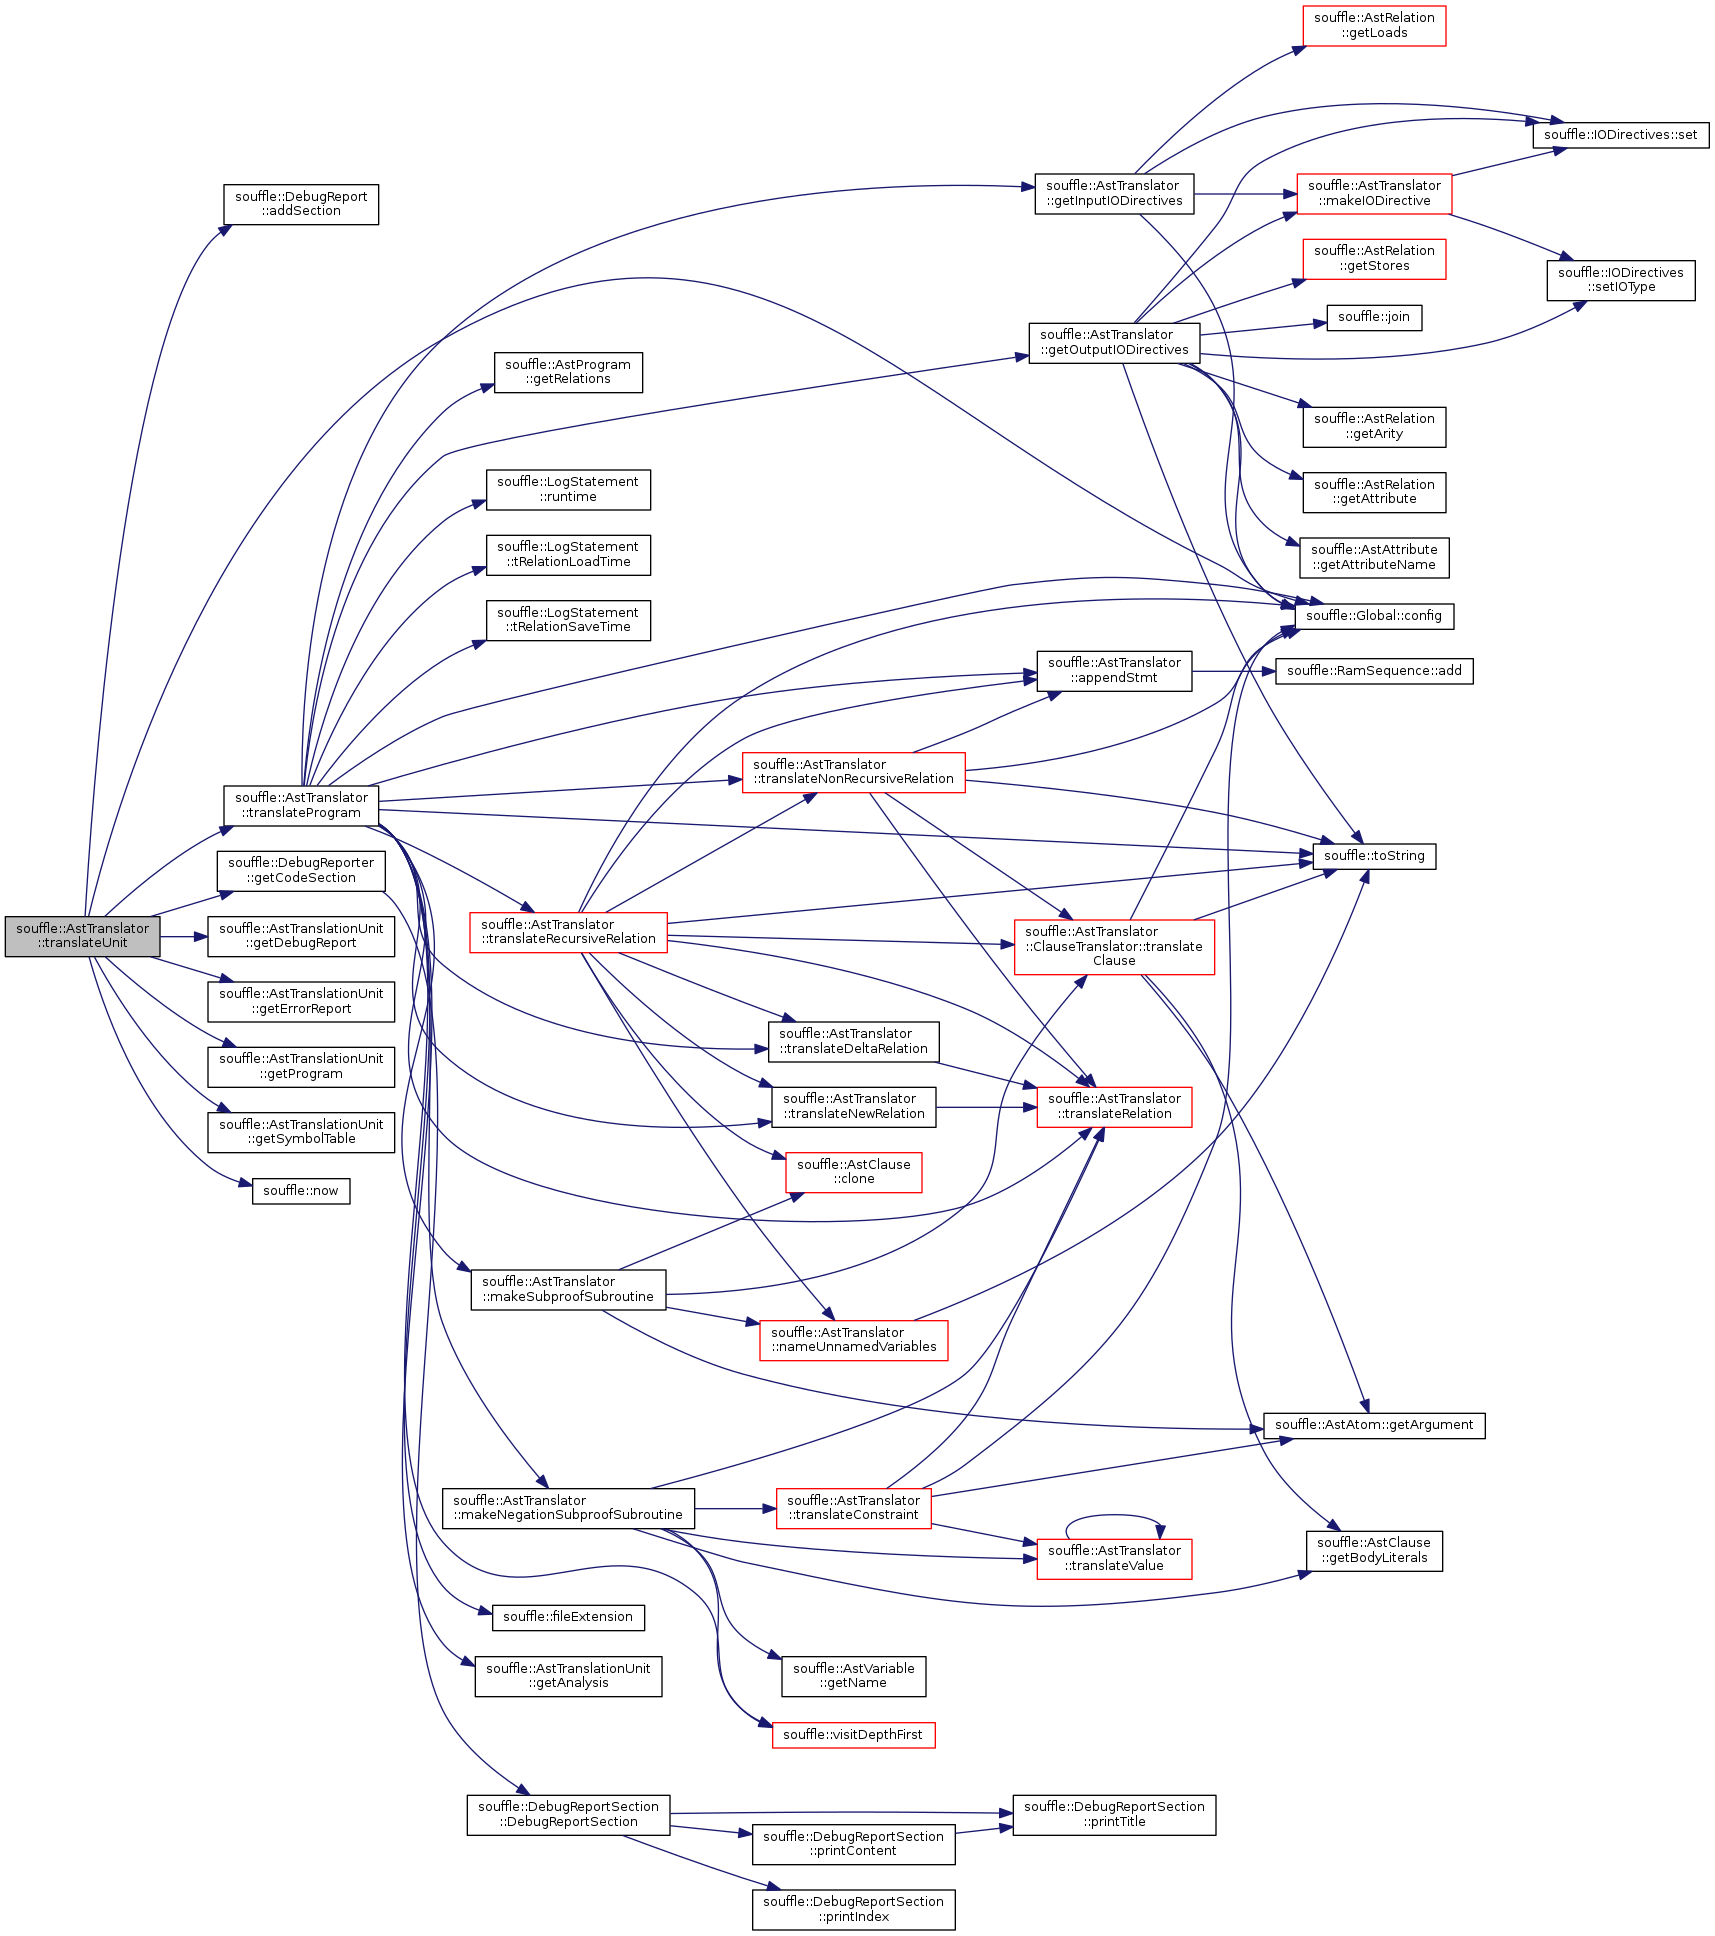 souffle::AstTranslator
::translateUnit
souffle::DebugReport
::addSection
souffle::AstTranslator
::translateProgram
souffle::DebugReporter
::getCodeSection
souffle::AstTranslationUnit
::getDebugReport
souffle::AstTranslationUnit
::getErrorReport
souffle::AstTranslationUnit
::getProgram
souffle::AstTranslationUnit
::getSymbolTable
souffle::now
souffle::AstProgram
::getRelations
souffle::LogStatement
::runtime
souffle::LogStatement
::tRelationLoadTime
souffle::LogStatement
::tRelationSaveTime
souffle::AstTranslator
::translateRecursiveRelation
souffle::AstTranslator
::makeSubproofSubroutine
souffle::AstTranslator
::makeNegationSubproofSubroutine
souffle::fileExtension
souffle::AstTranslationUnit
::getAnalysis
souffle::DebugReportSection
::DebugReportSection
souffle::AstTranslator
::translateNonRecursiveRelation
souffle::AstTranslator
::translateDeltaRelation
souffle::AstTranslator
::translateNewRelation
souffle::AstClause
::clone
souffle::AstTranslator
::nameUnnamedVariables
souffle::AstTranslator
::translateConstraint
souffle::AstVariable
::getName
souffle::visitDepthFirst
souffle::DebugReportSection
::printContent
souffle::DebugReportSection
::printIndex
souffle::AstTranslator
::getInputIODirectives
souffle::AstTranslator
::getOutputIODirectives
souffle::AstTranslator
::appendStmt
souffle::AstTranslator
::ClauseTranslator::translate
Clause
souffle::AstTranslator
::translateRelation
souffle::AstTranslator
::translateValue
souffle::DebugReportSection
::printTitle
souffle::AstRelation
::getLoads
souffle::AstTranslator
::makeIODirective
souffle::AstRelation
::getStores
souffle::join
souffle::AstRelation
::getArity
souffle::AstRelation
::getAttribute
souffle::AstAttribute
::getAttributeName
souffle::Global::config
souffle::RamSequence::add
souffle::toString
souffle::AstAtom::getArgument
souffle::AstClause
::getBodyLiterals
souffle::IODirectives::set
souffle::IODirectives
::setIOType